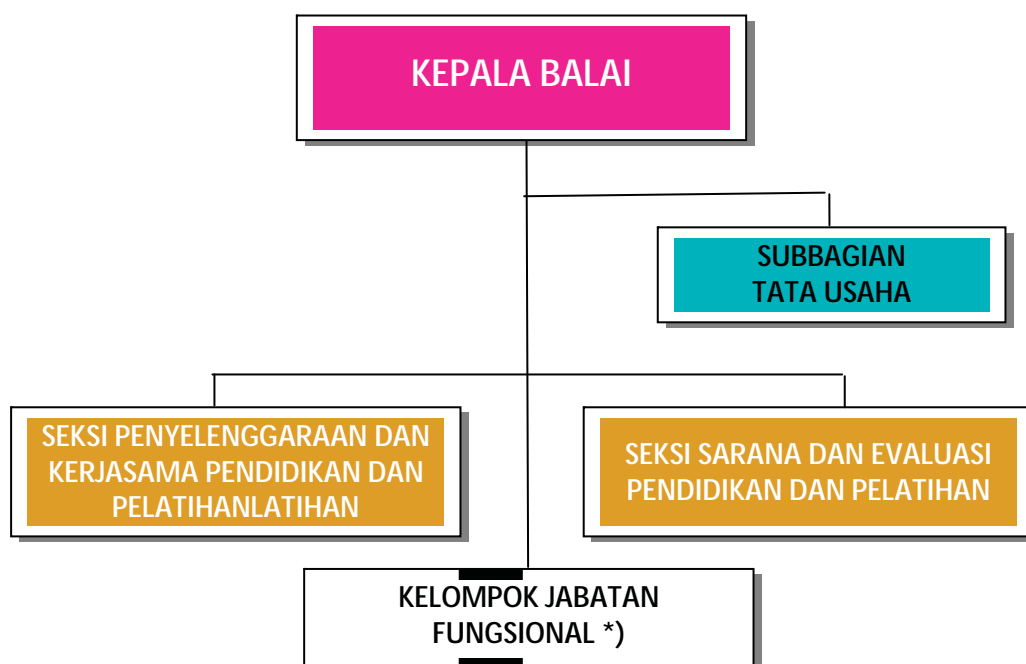 KEPALA BALAI
SUBBAGIAN
TATA USAHA
SEKSI PENYELENGGARAAN DAN
KERJASAMA PENDIDIKAN DAN
PELATIHANLATIHAN
SEKSI SARANA DAN EVALUASI
PENDIDIKAN DAN PELATIHAN
KELOMPOK JABATAN
FUNGSIONAL *)